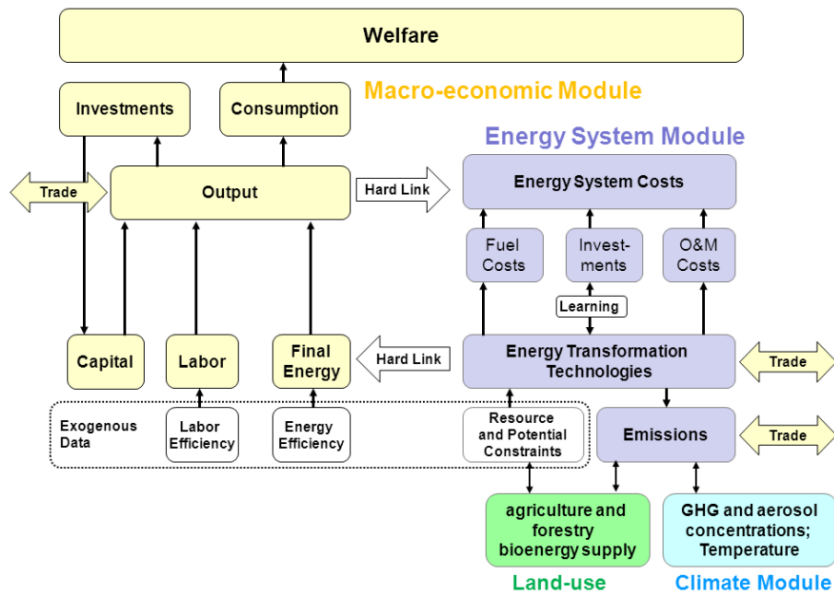 Welfare
Investments
Consumption
Macro-economic Module
Energy System Module
Trade
Output
Hard Link
Energy System Costs
Fuel
Costs
Invest-
ments
O&M
Costs
Learning
Capital
Labor
Final
Energy
Hard Link
Energy Transformation
Technologies
Trade
Exogenous
Data
Labor
Efficiency
Energy
Efficiency
Resource
and Potential
Constraints
Emissions
Trade
agriculture and
forestry
bioenergy supply
GHG and aerosol
concentrations;
Temperature
Land-use
Climate Module